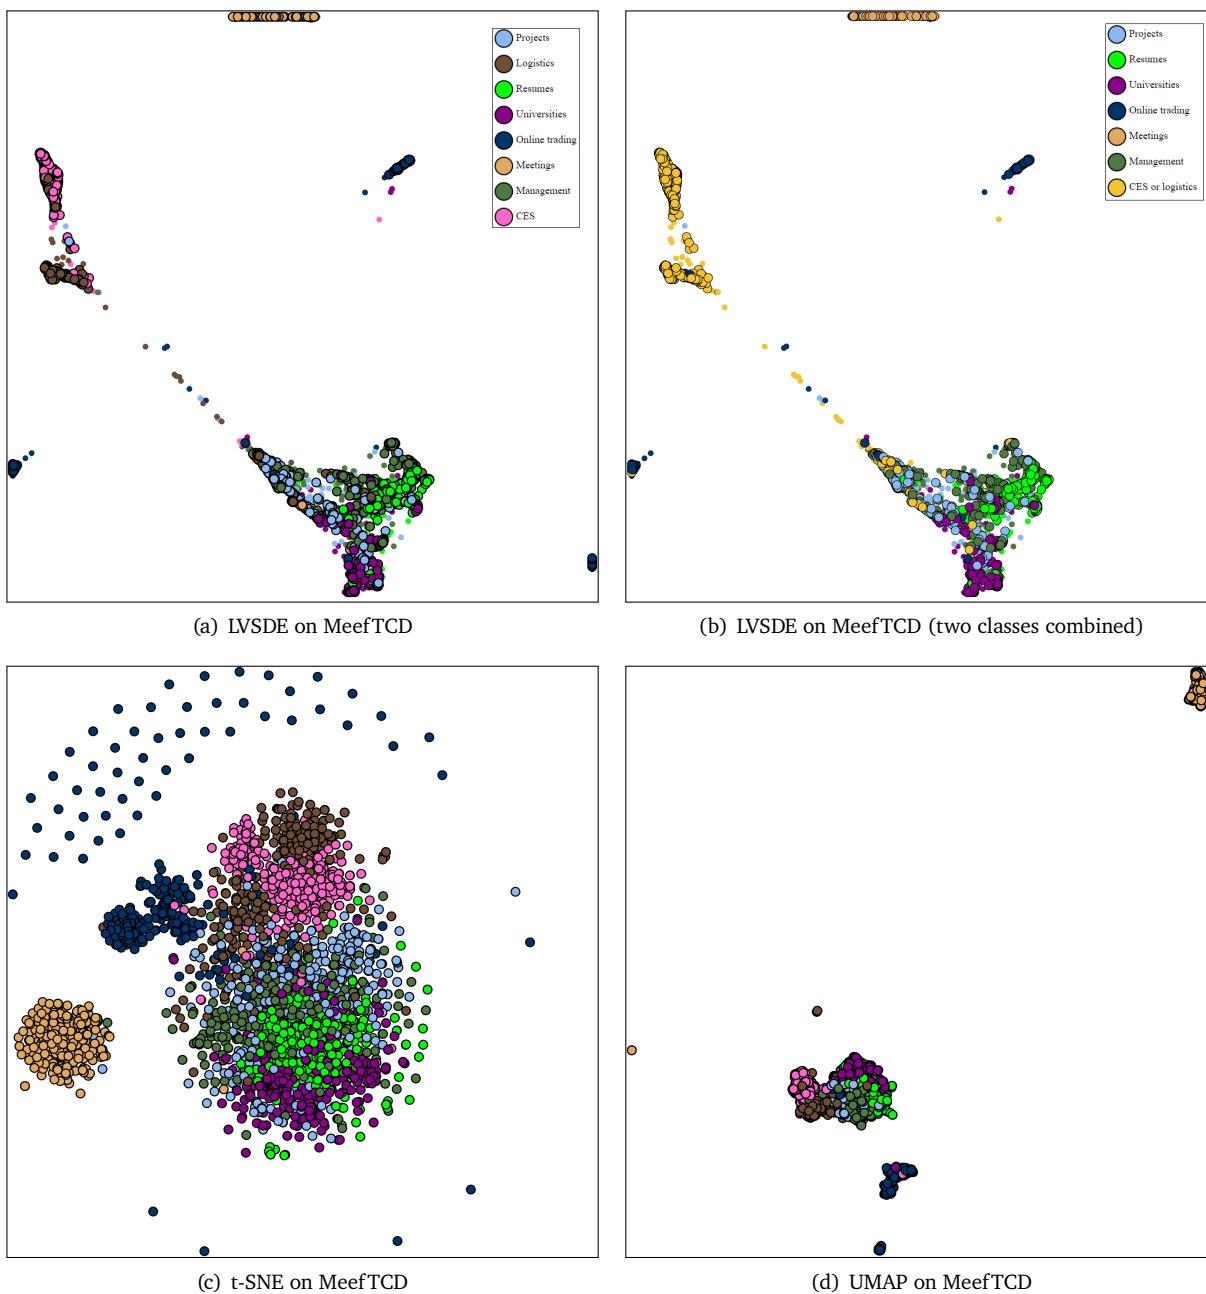 Projects
Logistics
Resumes
Universities
Online trading
Meetings
Management
CES
Projects
Resumes
Universities
Online trading
Meetings
Management
CES or logistics
(a) LVSDE on MeefTCD
(b) LVSDE on MeefTCD (two classes combined)
(c) t-SNE on MeefTCD
(d) UMAP on MeefTCD